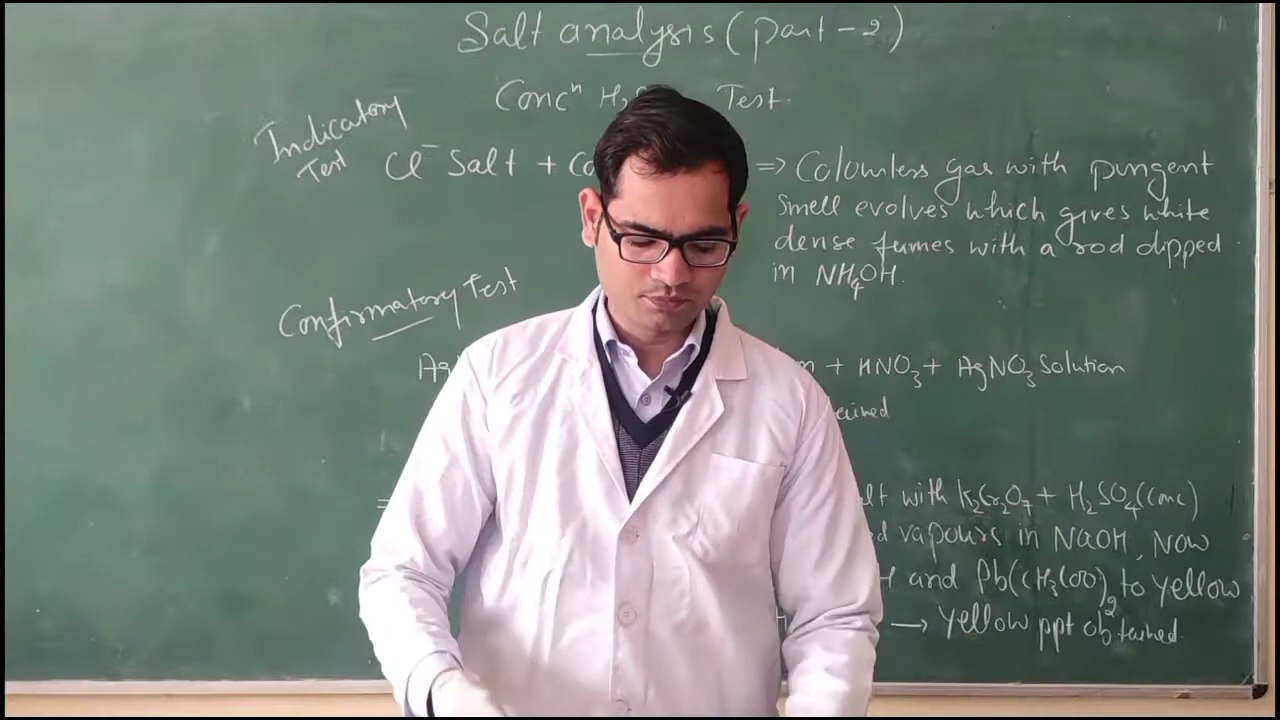 Salt analysis (part-2)
Concⁿ H₂ Test.
Indicatory
Test
Cl⁻ Salt + Co ⇒ Colourless gas with pungent
smell evolves which gives white
dense fumes with a rod dipped
in NH₄OH.
Confirmatory Test
Ag + HNO₃ + AgNO₃ Solution
with K₂Cr₂O₇ + H₂SO₄ (conc)
vapours in NaOH, Now
and Pb(CH₃COO)₂ to yellow
→ Yellow ppt obtained.